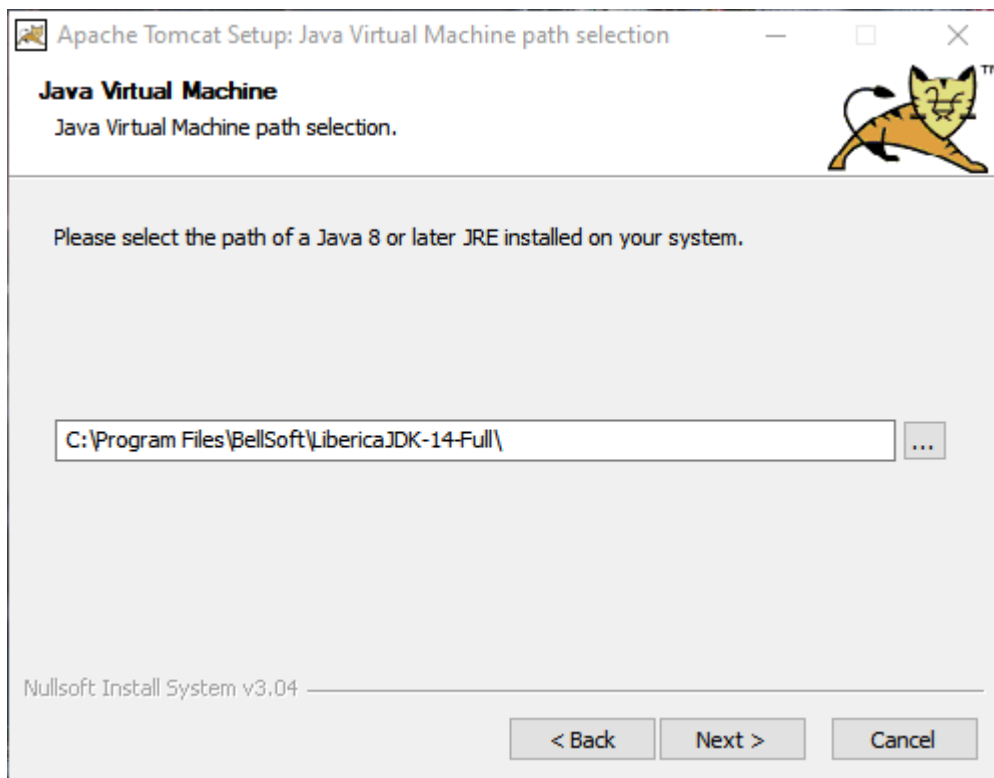 Apache Tomcat Setup: Java Virtual Machine path selection
Java Virtual Machine
Java Virtual Machine path selection.
TM
Please select the path of a Java 8 or later JRE installed on your system.
C:\Program Files\BellSoft\LibericaJDK-14-Full\
...
Nullsoft Install System v3.04
< Back
Next >
Cancel